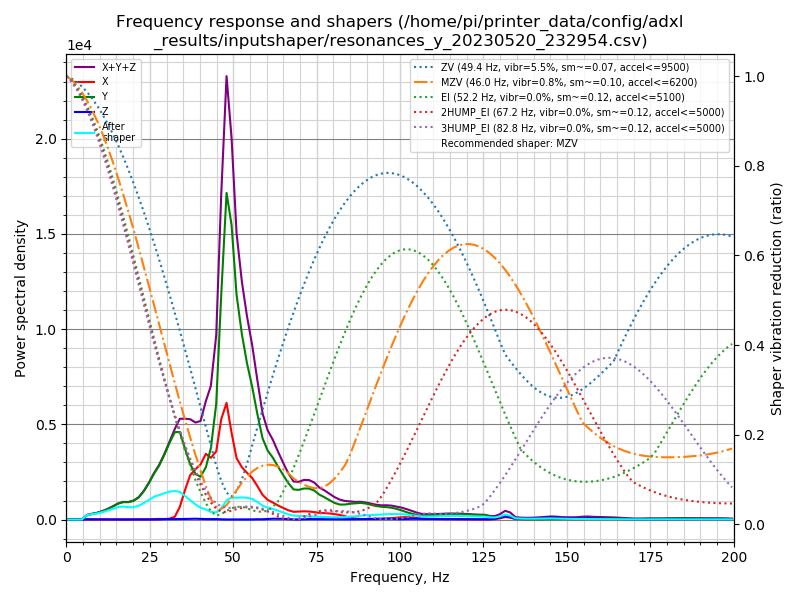 Frequency response and shapers (/home/pi/printer_data/config/adxl
_results/inputshaper/resonances_y_20230520_232954.csv)
1e4
X+Y+Z
X
Y
Z
After
shaper
ZV (49.4 Hz, vibr=5.5%, sm~=0.07, accel<=9500)
MZV (46.0 Hz, vibr=0.8%, sm~=0.10, accel<=6200)
EI (52.2 Hz, vibr=0.0%, sm~=0.12, accel<=5100)
2HUMP_EI (67.2 Hz, vibr=0.0%, sm~=0.12, accel<=5000)
3HUMP_EI (82.8 Hz, vibr=0.0%, sm~=0.12, accel<=5000)
Recommended shaper: MZV
Power spectral density
2.0
1.5
1.0
0.5
0.0
1.0
0.8
0.6
0.4
0.2
0.0
Shaper vibration reduction (ratio)
0 25 50 75 100 125 150 175 200
Frequency, Hz